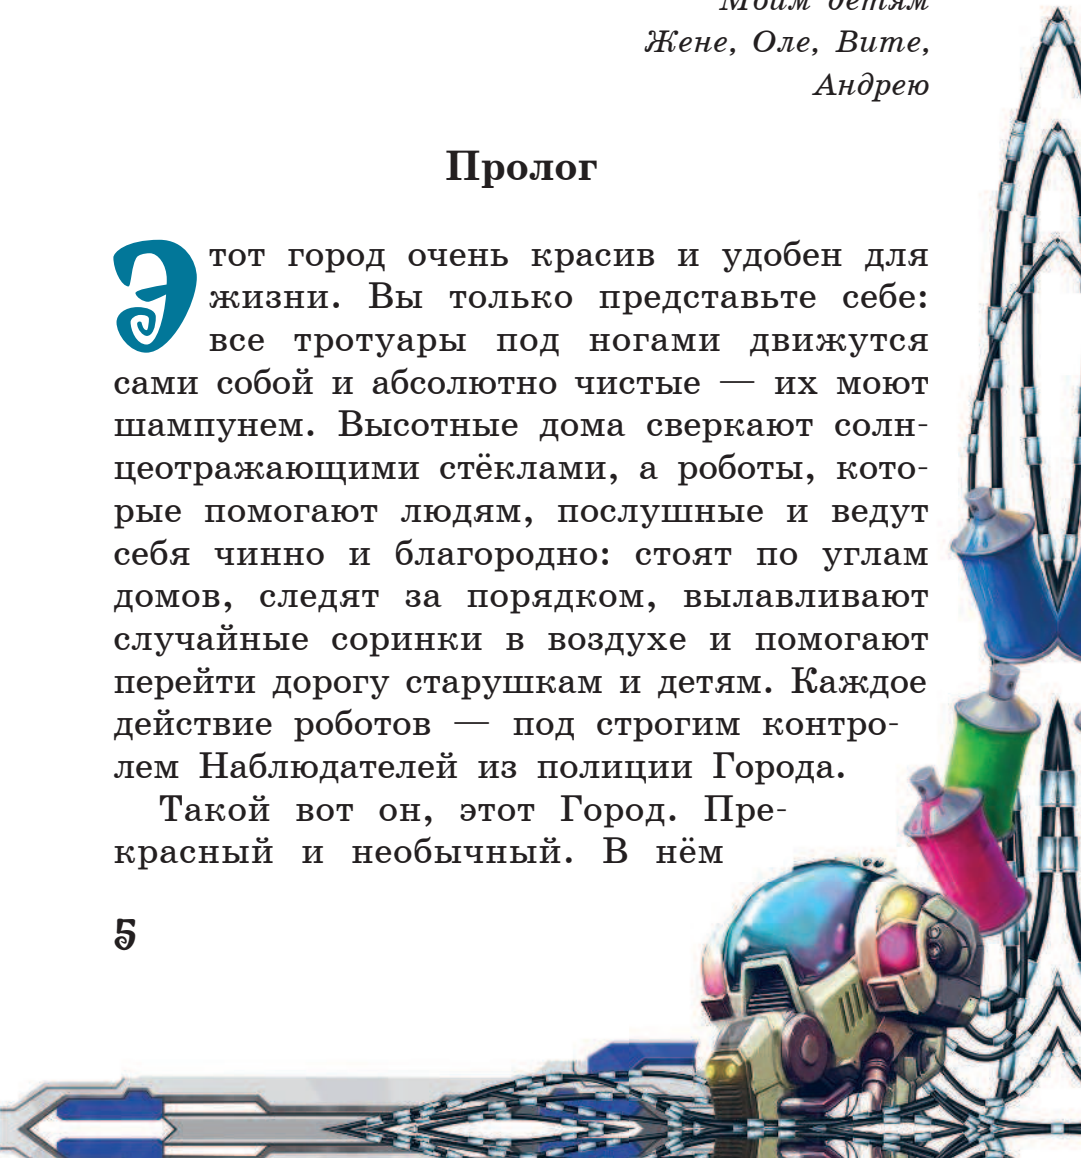 Моим детям
Жене, Оле, Вите,
Андрею
Пролог
Этот город очень красив и удобен для
жизни. Вы только представьте себе:
все тротуары под ногами движутся
сами собой и абсолютно чистые — их моют
шампунем. Высотные дома сверкают солн-
цеотражающими стёклами, а роботы, кото-
рые помогают людям, послушные и ведут
себя чинно и благородно: стоят по углам
домов, следят за порядком, вылавливают
случайные соринки в воздухе и помогают
перейти дорогу старушкам и детям. Каждое
действие роботов — под строгим контро-
лем Наблюдателей из полиции Города.
Такой вот он, этот Город. Пре-
красный и необычный. В нём
5